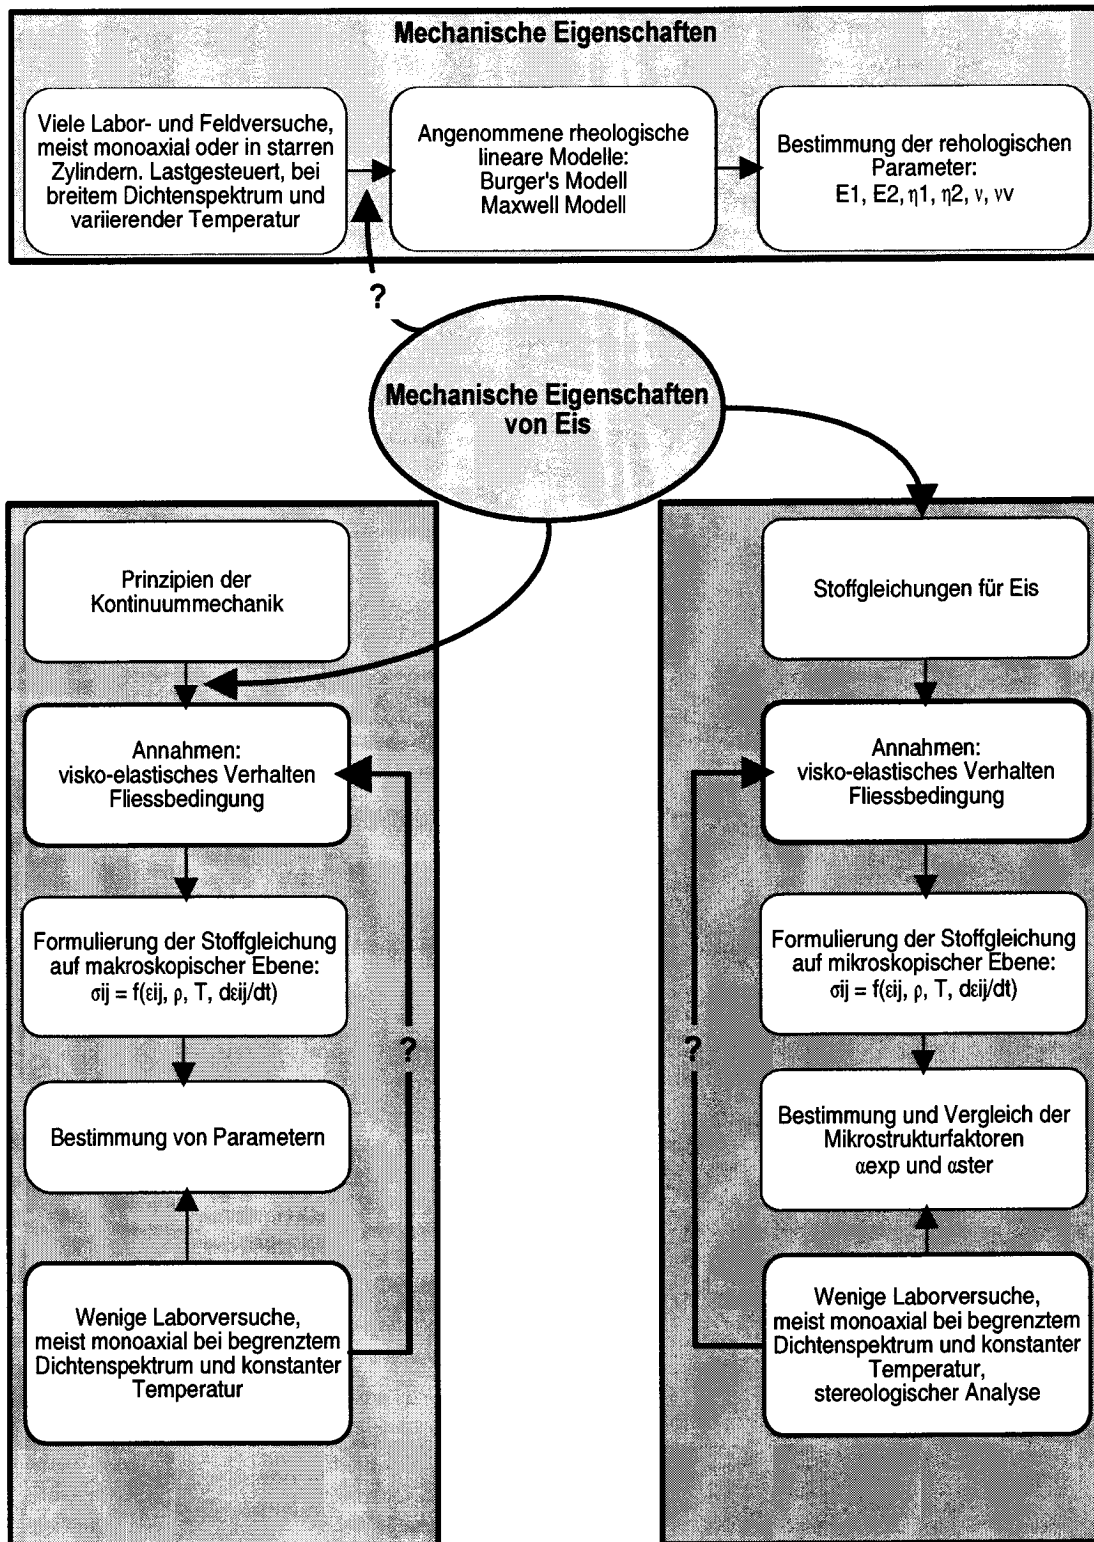 Mechanische Eigenschaften
Viele Labor- und Feldversuche,
meist monoaxial oder in starren
Zylindern. Lastgesteuert, bei
breitem Dichtenspektrum und
variierender Temperatur
Angenommene rheologische
lineare Modelle:
Burger's Modell
Maxwell Modell
Bestimmung der rehologischen
Parameter:
E1, E2, η1, η2, ν, νv
?
Mechanische Eigenschaften
von Eis
Prinzipien der
Kontinuummechanik
Annahmen:
visko-elastisches Verhalten
Fliessbedingung
Formulierung der Stoffgleichung
auf makroskopischer Ebene:
σij = f(εij, ρ, T, dεij/dt)
?
Bestimmung von Parametern
Wenige Laborversuche,
meist monoaxial bei begrenztem
Dichtenspektrum und konstanter
Temperatur
Stoffgleichungen für Eis
Annahmen:
visko-elastisches Verhalten
Fliessbedingung
Formulierung der Stoffgleichung
auf mikroskopischer Ebene:
σij = f(εij, ρ, T, dεij/dt)
?
Bestimmung und Vergleich der
Mikrostrukturfaktoren
αexp und αster
Wenige Laborversuche,
meist monoaxial bei begrenztem
Dichtenspektrum und konstanter
Temperatur,
stereologischer Analyse